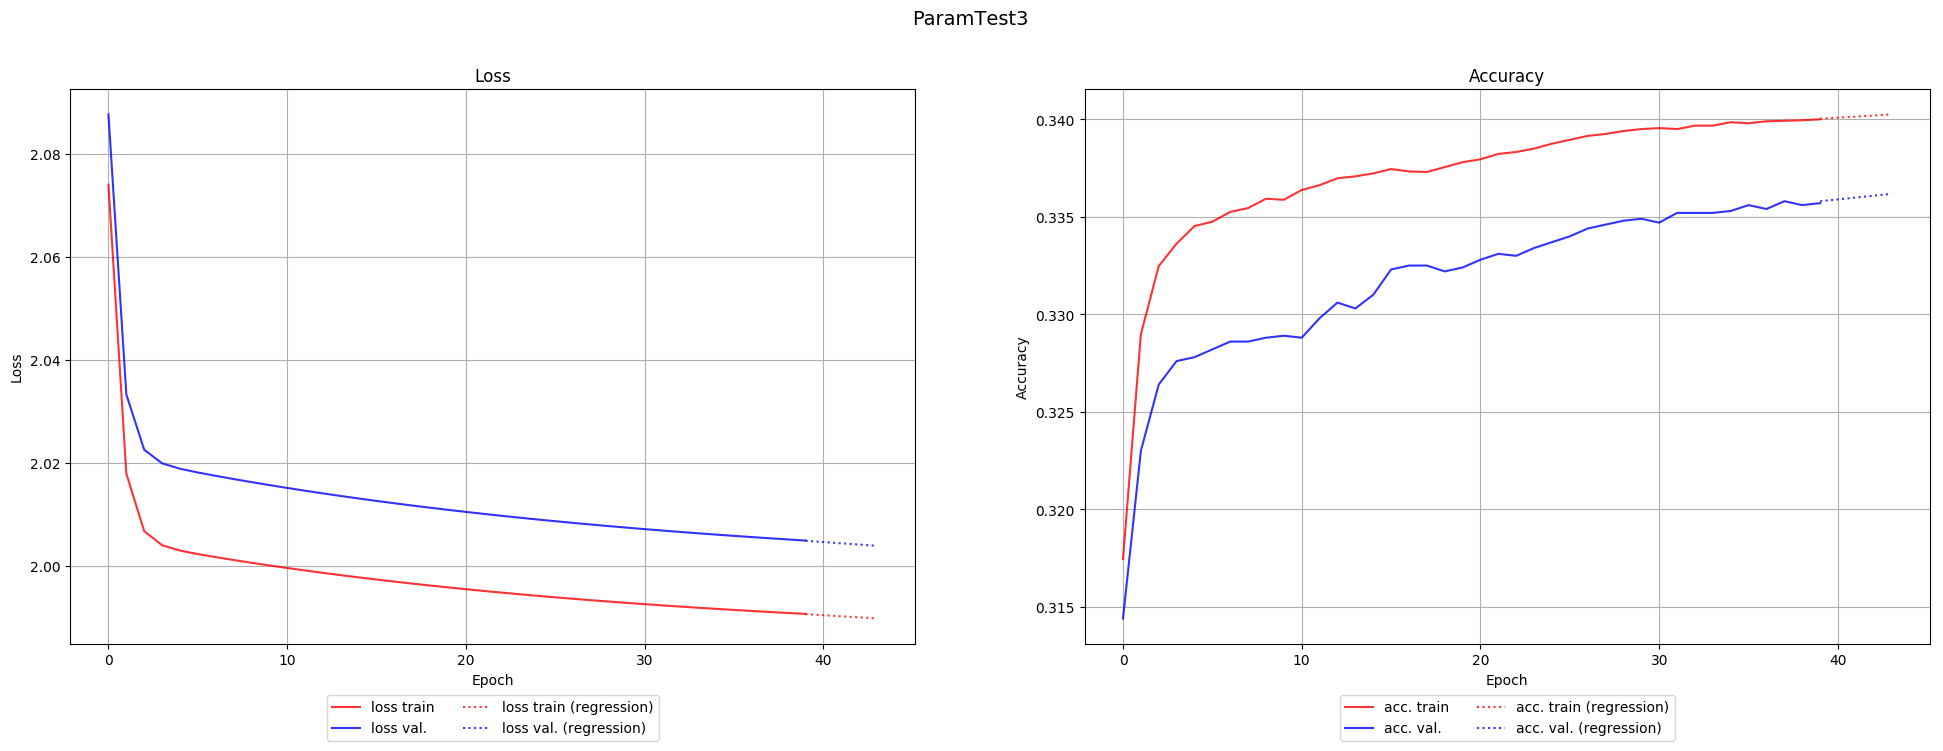 ParamTest3
Loss
Loss
2.08
2.06
2.04
2.02
2.00
0 10 20 30 40
Epoch
loss train loss train (regression)
loss val. loss val. (regression)
Accuracy
Accuracy
0.340
0.335
0.330
0.325
0.320
0.315
0 10 20 30 40
Epoch
acc. train acc. train (regression)
acc. val. acc. val. (regression)